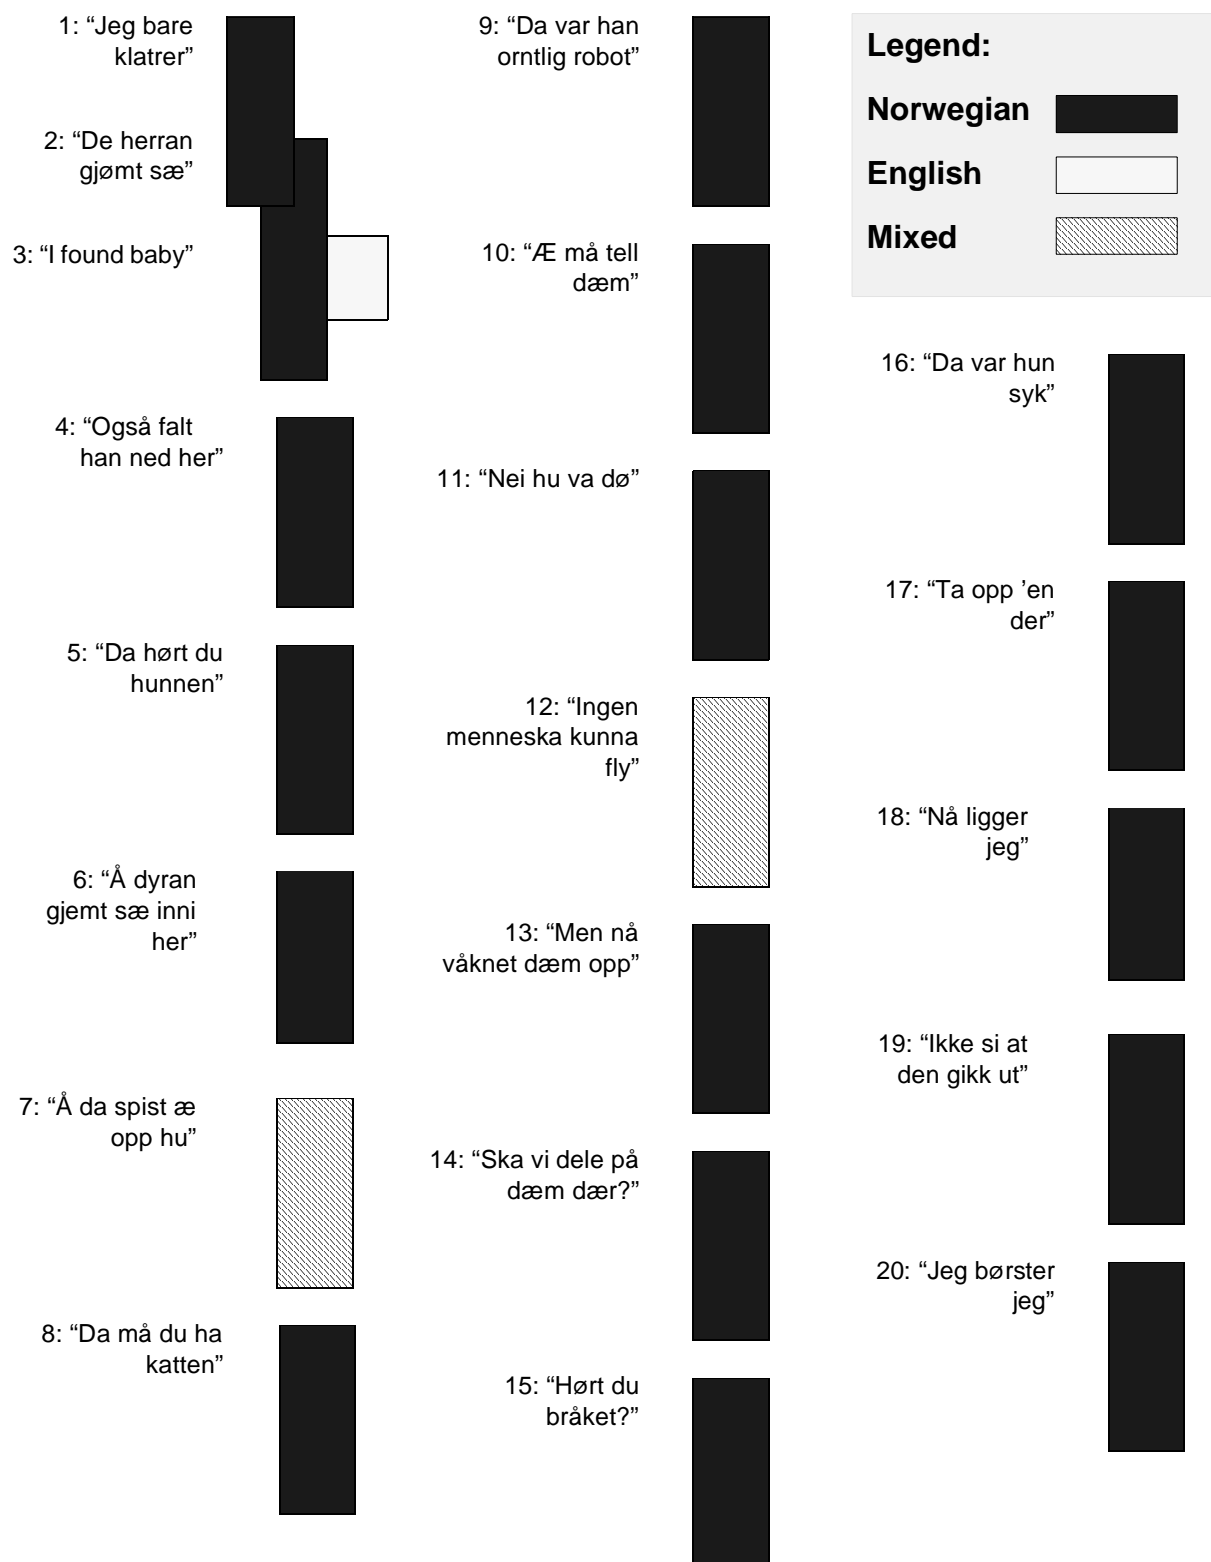 1: “Jeg bare
klatrer”
2: “De herran
gjømt sæ”
3: “I found baby”
4: “Også falt
han ned her”
5: “Da hørt du
hunnen”
6: “Å dyran
gjemt sæ inni
her”
7: “Å da spist æ
opp hu”
8: “Da må du ha
katten”
9: “Da var han
orntlig robot”
10: “Æ må tell
dæm”
11: “Nei hu va dø”
12: “Ingen
menneska kunna
fly”
13: “Men nå
våknet dæm opp”
14: “Ska vi dele på
dæm dær?”
15: “Hørt du
bråket?”
Legend:
Norwegian
English
Mixed
16: “Da var hun
syk”
17: “Ta opp ’en
der”
18: “Nå ligger
jeg”
19: “Ikke si at
den gikk ut”
20: “Jeg børster
jeg”